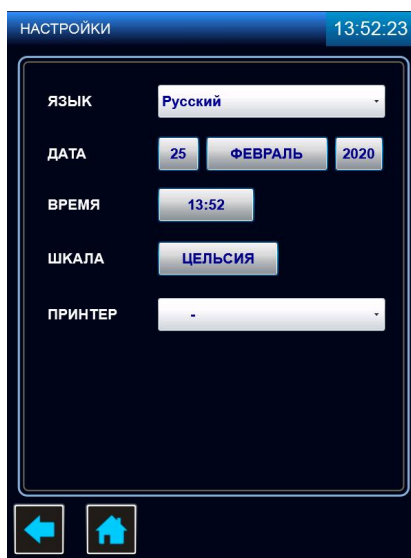 НАСТРОЙКИ 13:52:23
ЯЗЫК Русский
ДАТА 25 ФЕВРАЛЬ 2020
ВРЕМЯ 13:52
ШКАЛА ЦЕЛЬСИЯ
ПРИНТЕР -